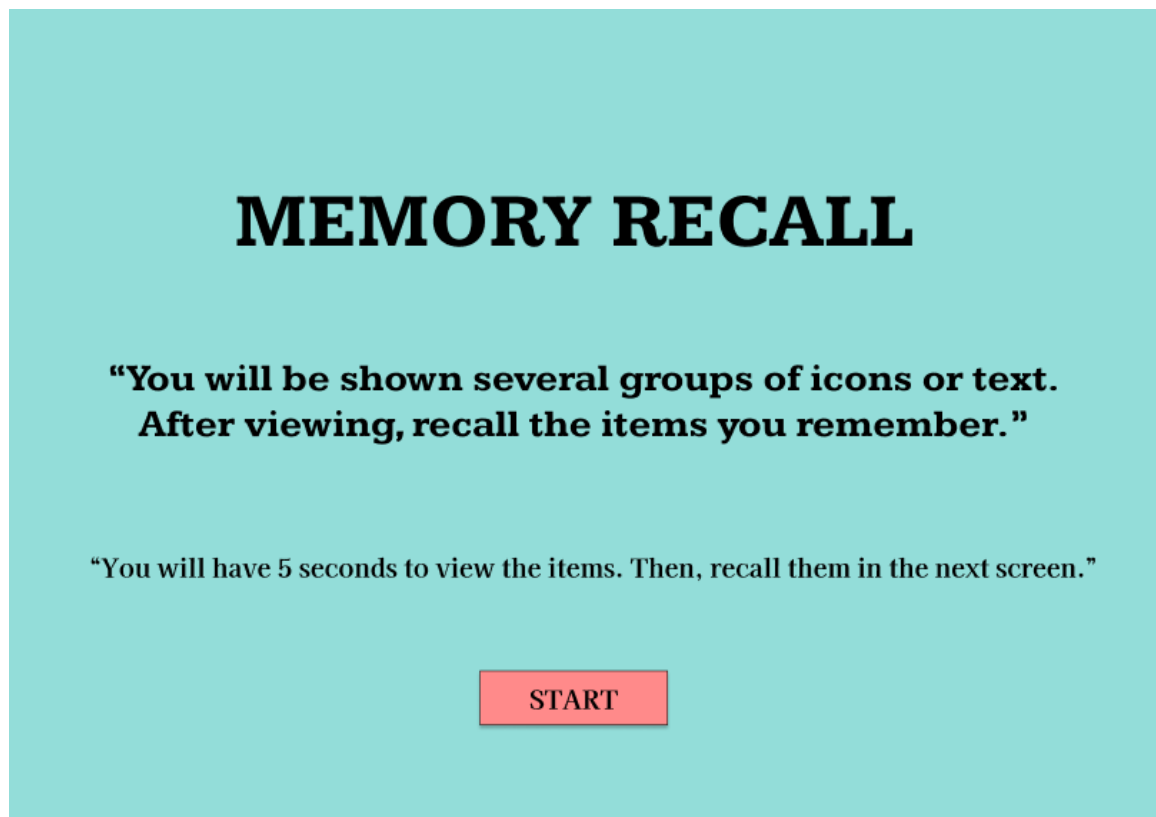 MEMORY RECALL
“You will be shown several groups of icons or text.
After viewing, recall the items you remember.”
“You will have 5 seconds to view the items. Then, recall them in the next screen.”
START